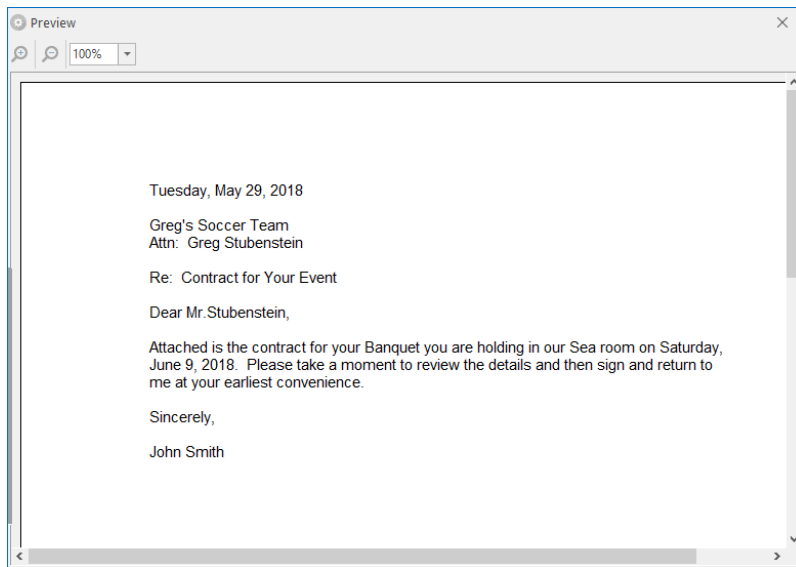 Preview
100%
Tuesday, May 29, 2018
Greg's Soccer Team
Attn:  Greg Stubenstein
Re:  Contract for Your Event
Dear Mr.Stubenstein,
Attached is the contract for your Banquet you are holding in our Sea room on Saturday,
June 9, 2018.  Please take a moment to review the details and then sign and return to
me at your earliest convenience.
Sincerely,
John Smith